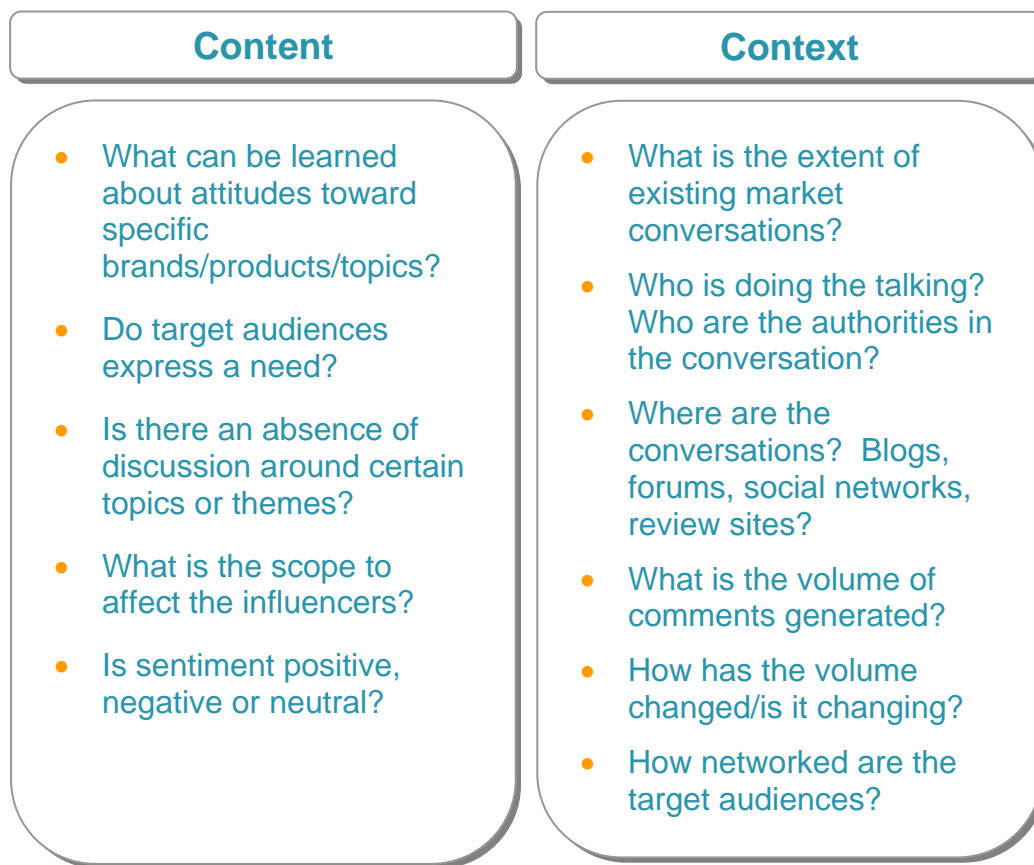 Content
What can be learned
about attitudes toward
specific
brands/products/topics?
Do target audiences
express a need?
Is there an absence of
discussion around certain
topics or themes?
What is the scope to
affect the influencers?
Is sentiment positive,
negative or neutral?
Context
What is the extent of
existing market
conversations?
Who is doing the talking?
Who are the authorities in
the conversation?
Where are the
conversations?  Blogs,
forums, social networks,
review sites?
What is the volume of
comments generated?
How has the volume
changed/is it changing?
How networked are the
target audiences?